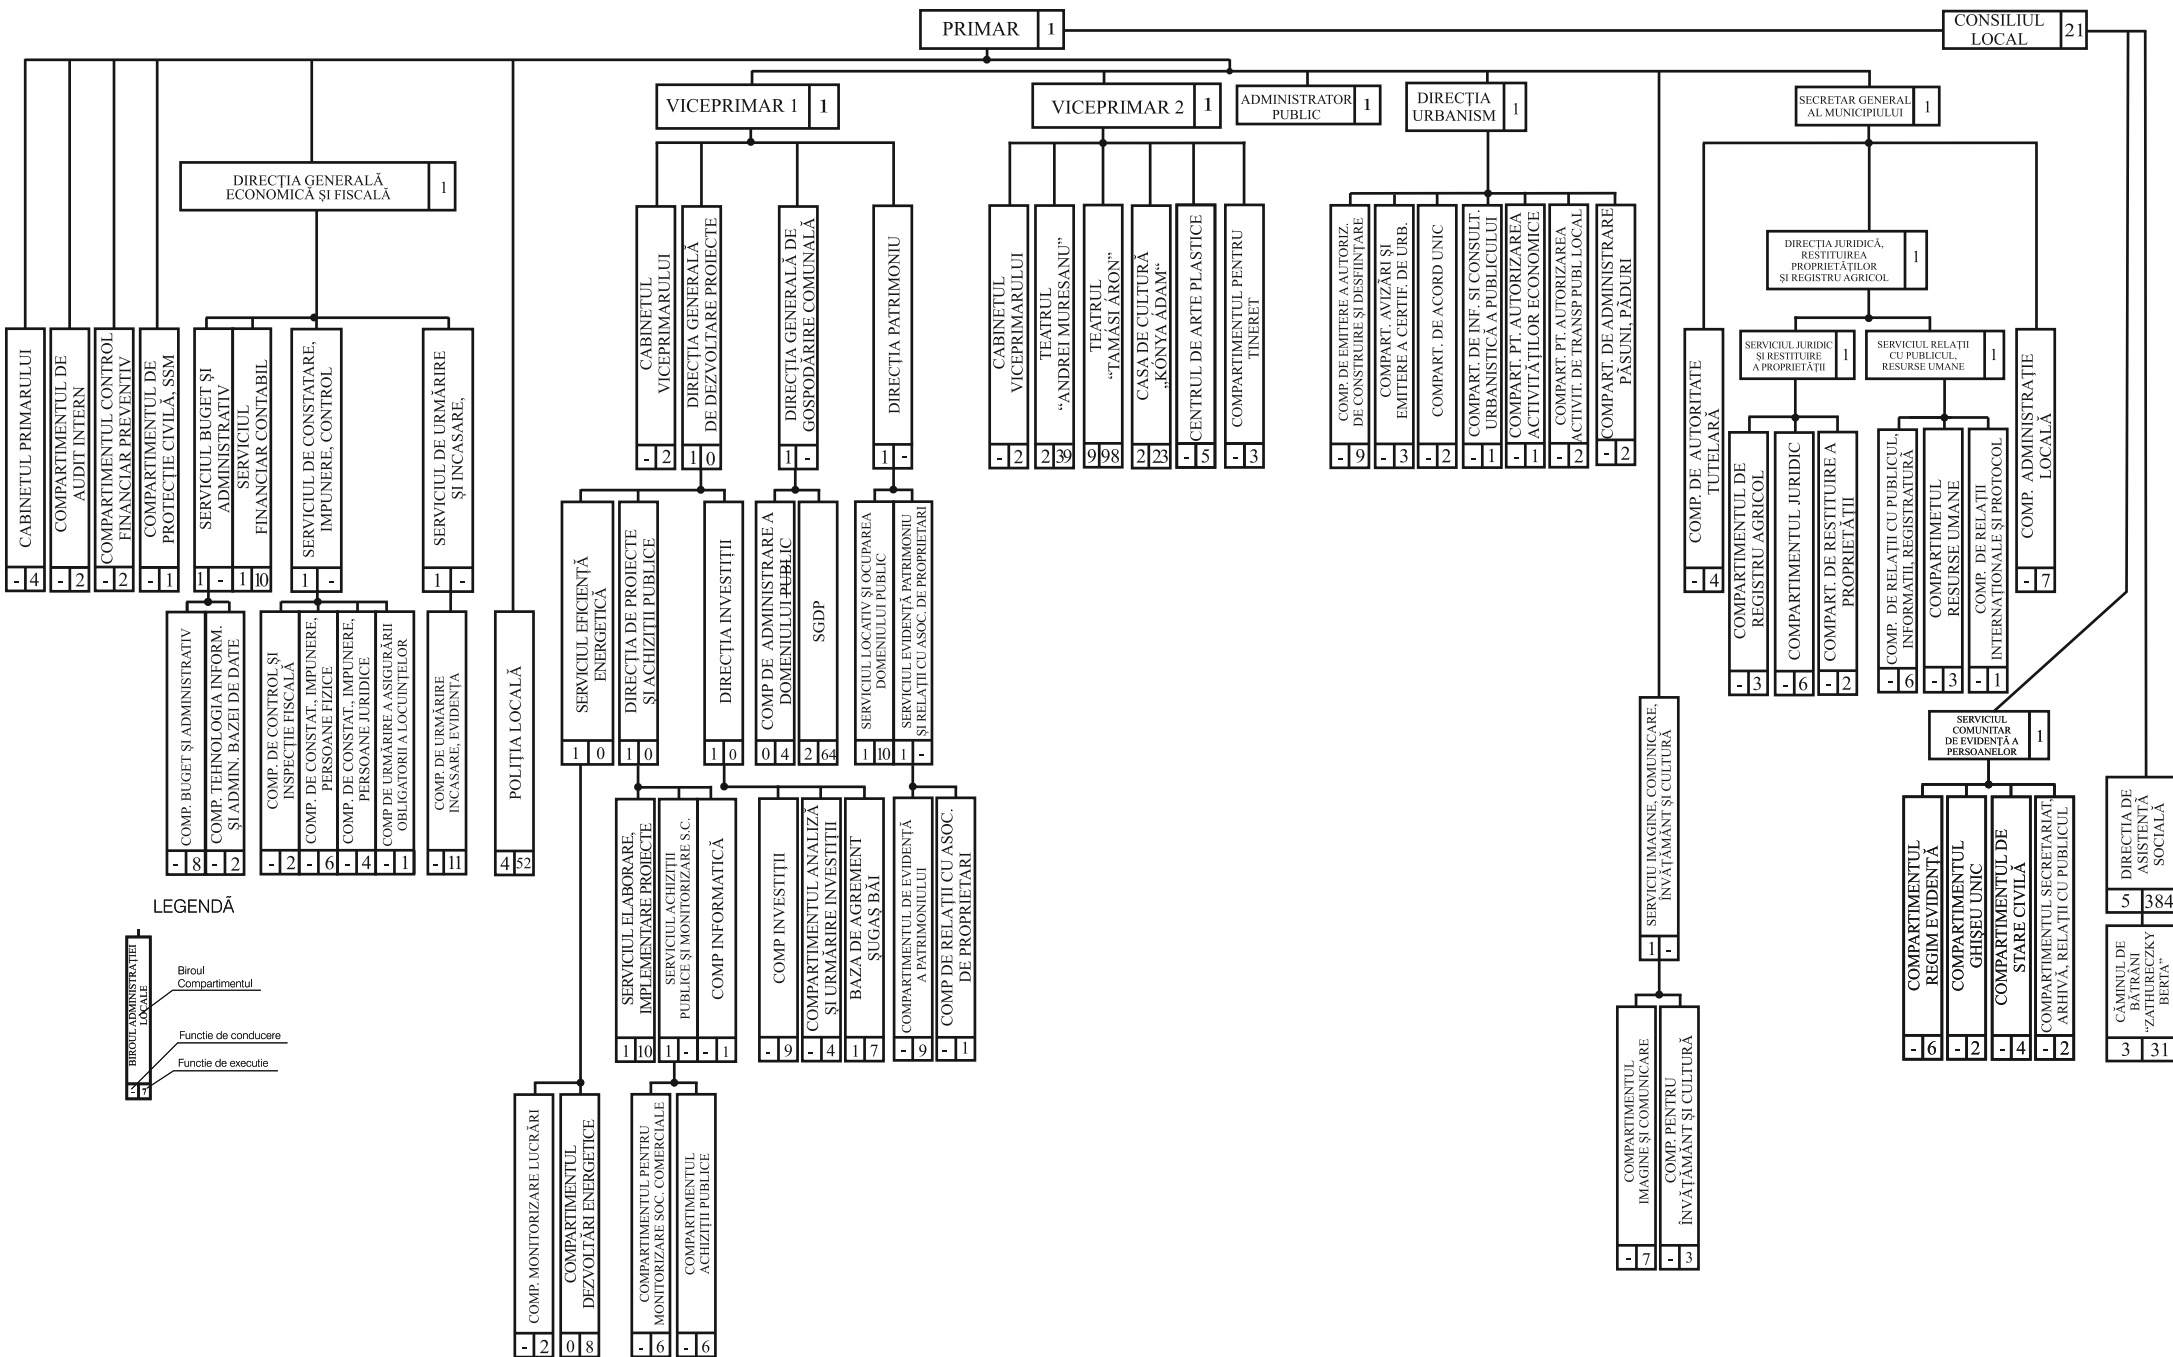 PRIMAR 1
CONSILIUL
LOCAL 21
VICEPRIMAR 1 1
VICEPRIMAR 2 1
ADMINISTRATOR
PUBLIC 1
DIRECȚIA
URBANISM 1
SECRETAR GENERAL
AL MUNICIPIULUI 1
DIRECȚIA GENERALĂ
ECONOMICĂ ȘI FISCALĂ 1
CABINETUL PRIMARULUI
- 4
COMPARTIMENTUL DE
AUDIT INTERN
- 2
COMPARTIMENTUL CONTROL
FINANCIAR PREVENTIV
- 2
COMPARTIMENTUL DE
PROTECȚIE CIVILĂ, SSM
- 1
SERVICIUL BUGET ȘI
ADMINISTRATIV
1 -
SERVICIUL
FINANCIAR CONTABIL
1 10
SERVICIUL DE CONSTATARE,
IMPUNERE, CONTROL
1 -
SERVICIUL DE URMĂRIRE
ȘI INCASARE,
1 -
COMP. BUGET ȘI ADMINISTRATIV
- 8
COMP. TEHNOLOGIA INFORM.
ȘI ADMIN. BAZEI DE DATE
- 2
COMP. DE CONTROL ȘI
INSPECȚIE FISCALĂ
- 2
COMP. DE CONSTAT., IMPUNERE,
PERSOANE FIZICE
- 6
COMP. DE CONSTAT., IMPUNERE,
PERSOANE JURIDICE
- 4
COMP DE URMĂRIRE A ASIGURĂRII
OBLIGATORII A LOCUINȚELOR
- 1
COMP. DE URMĂRIRE
INCASARE, EVIDENȚA
- 11
POLIȚIA LOCALĂ
4 52
CABINETUL
VICEPRIMARULUI
- 2
DIRECȚIA GENERALĂ
DE DEZVOLTARE PROIECTE
1 0
DIRECȚIA GENERALĂ DE
GOSPODĂRIRE COMUNALĂ
1 -
DIRECȚIA PATRIMONIU
1 -
SERVICIUL EFICIENȚĂ
ENERGETICĂ
1 0
DIRECȚIA DE PROIECTE
ȘI ACHIZIȚII PUBLICE
1 0
DIRECȚIA INVESTIȚII
1 0
COMP DE ADMINISTRARE A
DOMENIULUI PUBLIC
0 4
SGDP
2 64
SERVICIUL LOCATIV ȘI OCUPAREA
DOMENIULUI PUBLIC
1 10
SERVICIUL EVIDENȚĂ PATRIMONIU
ȘI RELAȚII CU ASOC. DE PROPRIETARI
1 -
SERVICIUL ELABORARE,
IMPLEMENTARE PROIECTE
1 10
SERVICIUL ACHIZIȚII
PUBLICE ȘI MONITORIZARE S.C.
1 -
COMP INFORMATICĂ
- 1
COMP INVESTIȚII
- 9
COMPARTIMENTUL ANALIZĂ
ȘI URMĂRIRE INVESTIȚII
- 4
BAZA DE AGREMENT
ȘUGAȘ BĂI
1 7
COMPARTIMENTUL DE EVIDENȚĂ
A PATRIMONIULUI
- 9
COMP DE RELAȚII CU ASOC.
DE PROPRIETARI
- 1
COMP. MONITORIZARE LUCRĂRI
- 2
COMPARTIMENTUL
DEZVOLTĂRI ENERGETICE
0 8
COMPARTIMENTUL PENTRU
MONITORIZARE SOC. COMERCIALE
- 6
COMPARTIMENTUL
ACHIZIȚII PUBLICE
- 6
CABINETUL
VICEPRIMARULUI
- 2
TEATRUL
“ANDREI MURESANU”
TEATRUL
“TAMÁSI ÁRON”
CASA DE CULTURĂ
„KÓNYA ÁDÁM“
CENTRUL DE ARTE PLASTICE
- 5
COMPARTIMENTUL PENTRU
TINERET
- 3
COMP. DE EMITERE A AUTORIZ.
DE CONSTRUIRE ȘI DESFIINȚARE
- 9
COMPART. AVIZĂRI ȘI
EMITERE A CERTIF. DE URB.
- 3
COMPART. DE ACORD UNIC
- 2
COMPART. DE INF. SI CONSULT.
URBANISTICĂ A PUBLICULUI
- 1
COMPART. PT. AUTORIZAREA
ACTIVITĂȚILOR ECONOMICE
- 1
COMPART. PT. AUTORIZAREA
ACTIVIT. DE TRANSP PUBL LOCAL
- 2
COMPART. DE ADMINISTRARE
PĂSUNI, PĂDURI
- 2
SERVICIU IMAGINE, COMUNICARE,
ÎNVĂȚĂMÂNT ȘI CULTURĂ
1 -
COMPARTIMENTUL
IMAGINE ȘI COMUNICARE
- 7
COMP. PENTRU
ÎNVĂȚĂMÂNT ȘI CULTURĂ
- 3
COMP. DE AUTORITATE
TUTELARĂ
- 4
DIRECȚIA JURIDICĂ,
RESTITUIREA
PROPRIETĂȚILOR
ȘI REGISTRU AGRICOL 1
COMP. ADMINISTRAȚIE
LOCALĂ
- 7
SERVICIUL JURIDIC
ȘI RESTITUIRE
A PROPRIETĂȚII 1
SERVICIUL RELAȚII
CU PUBLICUL,
RESURSE UMANE 1
COMPARTIMENTUL DE
REGISTRU AGRICOL
- 3
COMPARTIMENTUL JURIDIC
- 6
COMPART. DE RESTITUIRE A
PROPRIETĂȚII
- 2
COMP. DE RELAȚII CU PUBLICUL,
INFORMATII, REGISTRATURĂ
- 6
COMPARTIMETUL
RESURSE UMANE
- 3
COMP. DE RELAȚII
INTERNAȚIONALE ȘI PROTOCOL
- 1
SERVICIUL
COMUNITAR
DE EVIDENȚĂ A
PERSOANELOR 1
COMPARTIMENTUL
REGIM EVIDENȚĂ
- 6
COMPARTIMENTUL
GHIȘEU UNIC
- 2
COMPARTIMENTUL DE
STARE CIVILĂ
- 4
COMPARTIMENTUL SECRETARIAT,
ARHIVĂ, RELAȚII CU PUBLICUL
- 2
DIRECTIA DE
ASISTENTĂ
SOCIALĂ
5 384
CĂMINUL DE
BĂTRÂNI
“ZATHURECZKY
BERTA”
3 31
LEGENDĂ
BIROUL ADMINISTRAȚIEI
LOCALE
- 7
Biroul
Compartimentul
Functie de conducere
Functie de executie